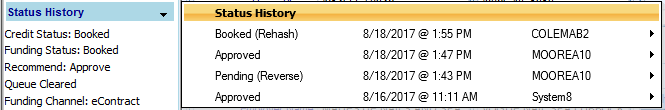 Status History
Credit Status: Booked
Funding Status: Booked
Recommend: Approve
Queue Cleared
Funding Channel: eContract
Status History
Booked (Rehash) 8/18/2017 @ 1:55 PM COLEMAB2
Approved 8/18/2017 @ 1:47 PM MOOREA10
Pending (Reverse) 8/18/2017 @ 1:43 PM MOOREA10
Approved 8/16/2017 @ 11:11 AM System8